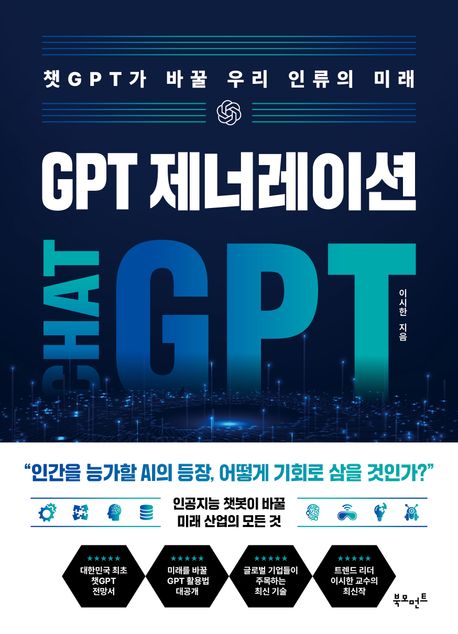 챗GPT가 바꿀 우리 인류의 미래
GPT 제너레이션
CHAT
GPT
이시한 지음
“인간을 능가할 AI의 등장, 어떻게 기회로 삼을 것인가?”
인공지능 챗봇이 바꿀
미래 산업의 모든 것
★★★★★
대한민국 최초
챗GPT
전망서
★★★★★
미래를 바꿀
GPT 활용법
대공개
★★★★★
글로벌 기업들이
주목하는
최신 기술
★★★★★
트렌드 리더
이시한 교수의
최신작
북모먼트